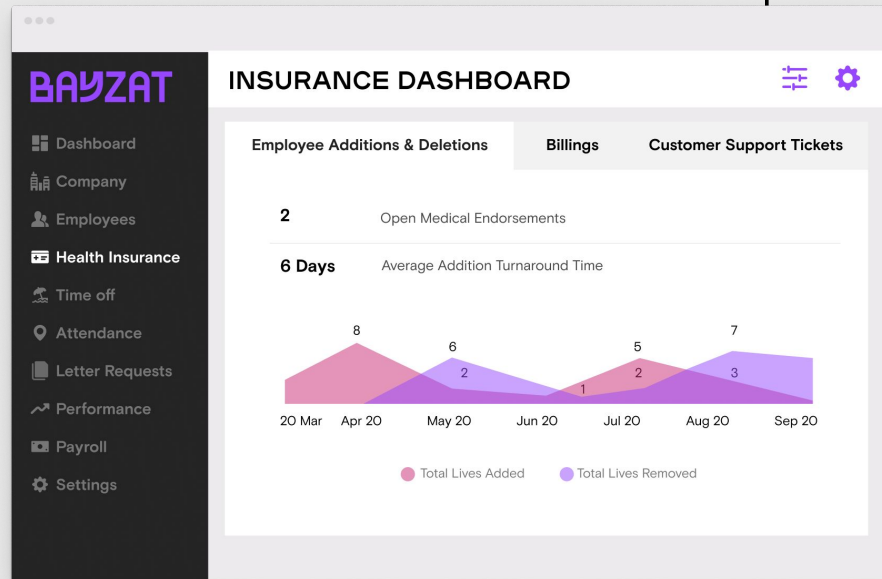 BAYZAT
INSURANCE DASHBOARD
Dashboard
Company
Employees
Health Insurance
Time off
Attendance
Letter Requests
Performance
Payroll
Settings
Employee Additions & Deletions
Billings
Customer Support Tickets
2 Open Medical Endorsements
6 Days Average Addition Turnaround Time
8
6
2
1
5
2
7
3
20 Mar
Apr 20
May 20
Jun 20
Jul 20
Aug 20
Sep 20
Total Lives Added
Total Lives Removed